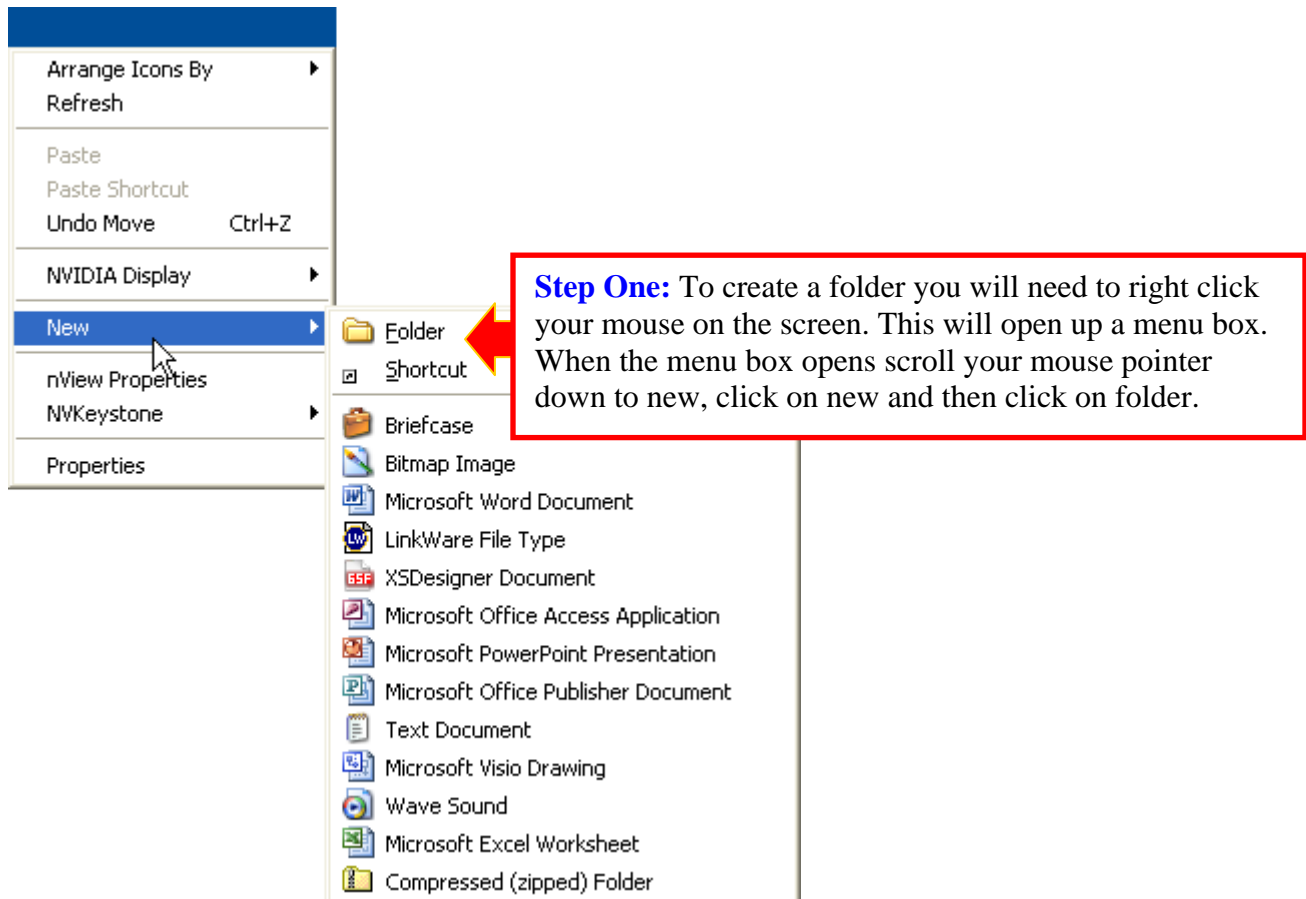 Arrange Icons By
Refresh
Paste
Paste Shortcut
Undo Move Ctrl+Z
NVIDIA Display
New
nView Properties
NVKeystone
Properties
Folder
Shortcut
Briefcase
Bitmap Image
Microsoft Word Document
LinkWare File Type
XSDesigner Document
Microsoft Office Access Application
Microsoft PowerPoint Presentation
Microsoft Office Publisher Document
Text Document
Microsoft Visio Drawing
Wave Sound
Microsoft Excel Worksheet
Compressed (zipped) Folder
Step One: To create a folder you will need to right click
your mouse on the screen. This will open up a menu box.
When the menu box opens scroll your mouse pointer
down to new, click on new and then click on folder.